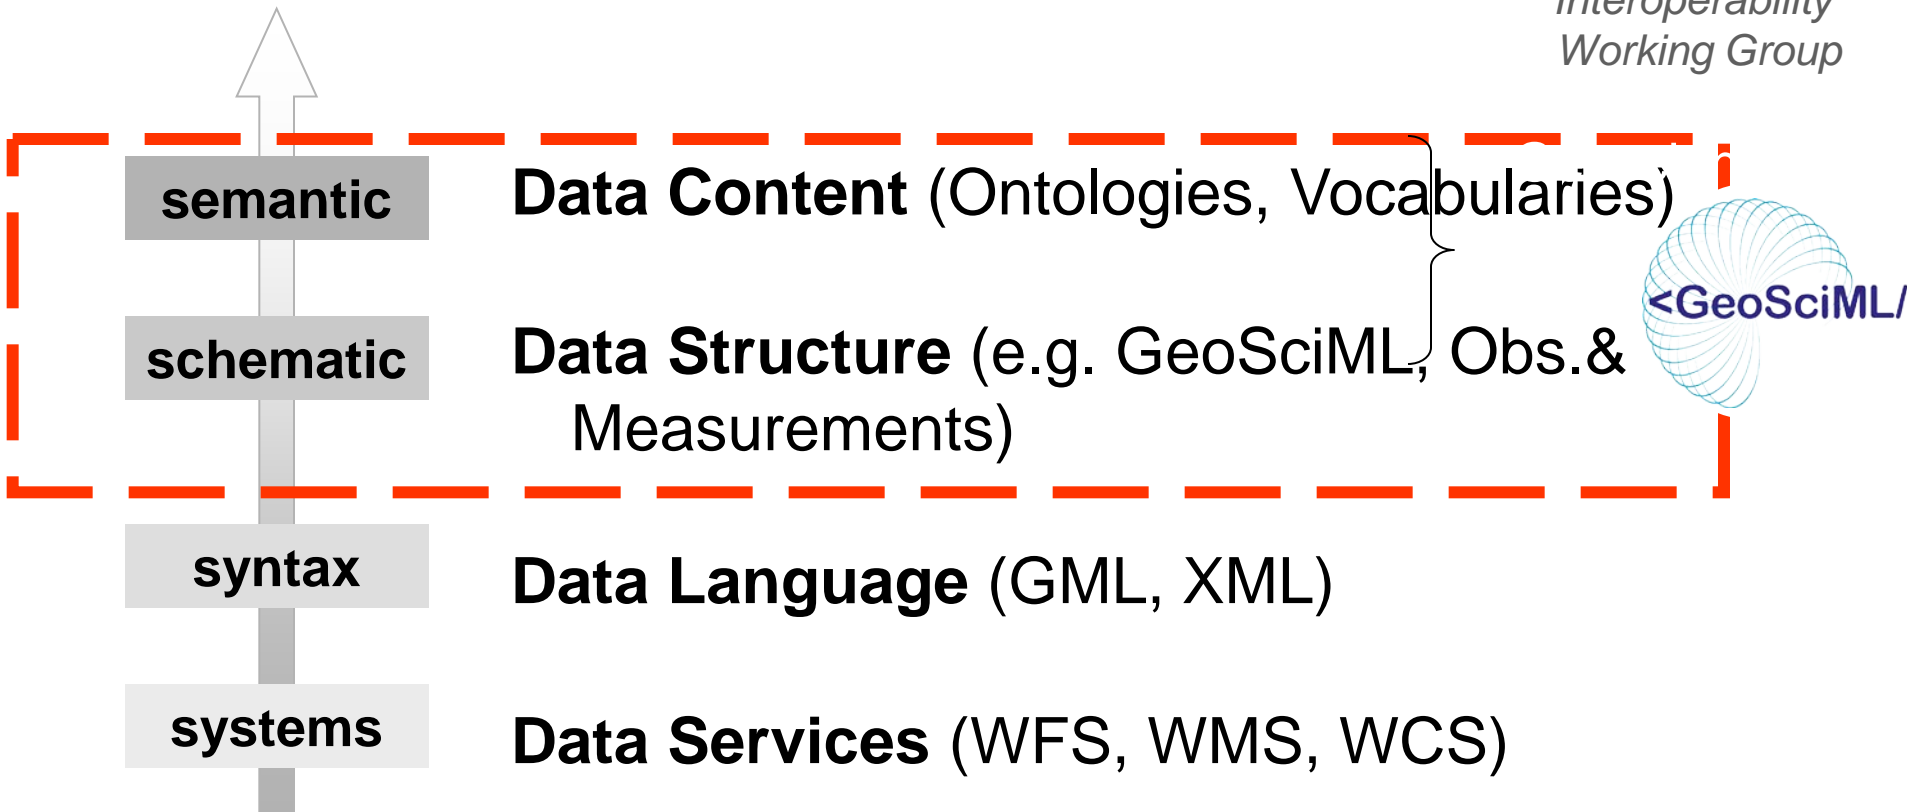 Interoperability
Working Group
semantic
Data Content (Ontologies, Vocabularies)
<GeoSciML/
schematic
Data Structure (e.g. GeoSciML, Obs.&
Measurements)
syntax
Data Language (GML, XML)
systems
Data Services (WFS, WMS, WCS)